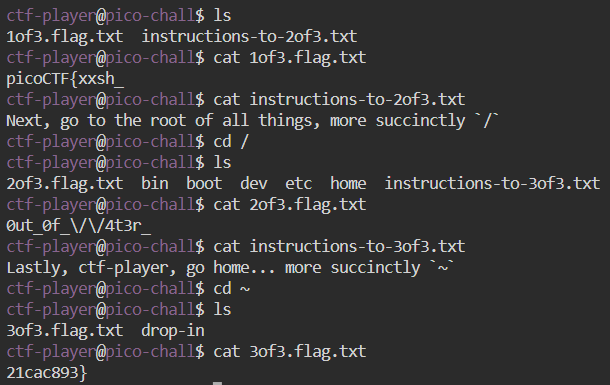 ctf-player@pico-chall$ ls
1of3.flag.txt  instructions-to-2of3.txt
ctf-player@pico-chall$ cat 1of3.flag.txt
picoCTF{xxsh_
ctf-player@pico-chall$ cat instructions-to-2of3.txt
Next, go to the root of all things, more succinctly `/`
ctf-player@pico-chall$ cd /
ctf-player@pico-chall$ ls
2of3.flag.txt  bin  boot  dev  etc  home  instructions-to-3of3.txt
ctf-player@pico-chall$ cat 2of3.flag.txt
0ut_0f_\/\/4t3r_
ctf-player@pico-chall$ cat instructions-to-3of3.txt
Lastly, ctf-player, go home... more succinctly `~`
ctf-player@pico-chall$ cd ~
ctf-player@pico-chall$ ls
3of3.flag.txt  drop-in
ctf-player@pico-chall$ cat 3of3.flag.txt
21cac893}